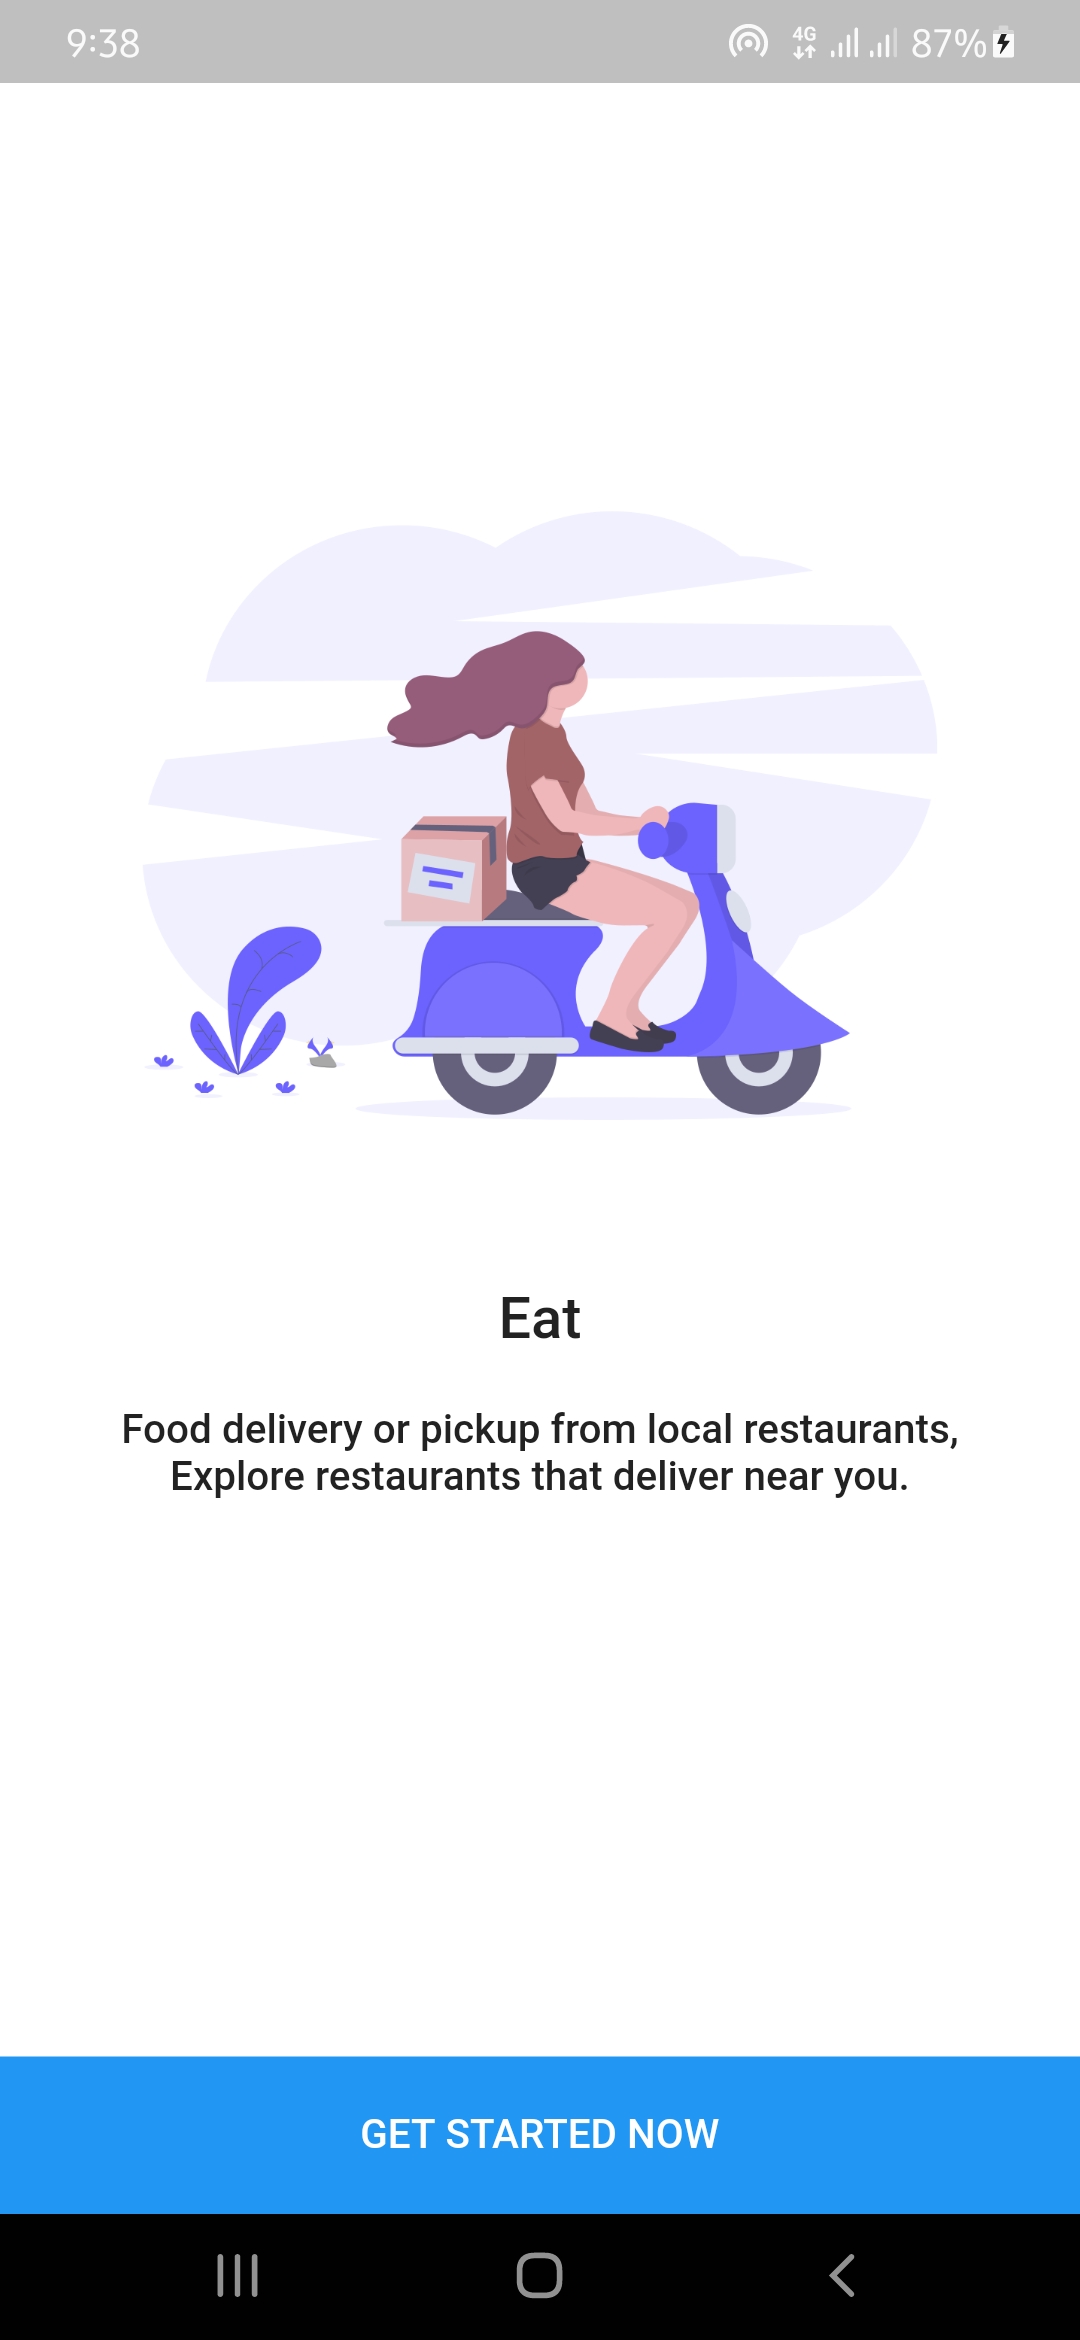 9:38
4G 87%
Eat
Food delivery or pickup from local restaurants,
Explore restaurants that deliver near you.
GET STARTED NOW